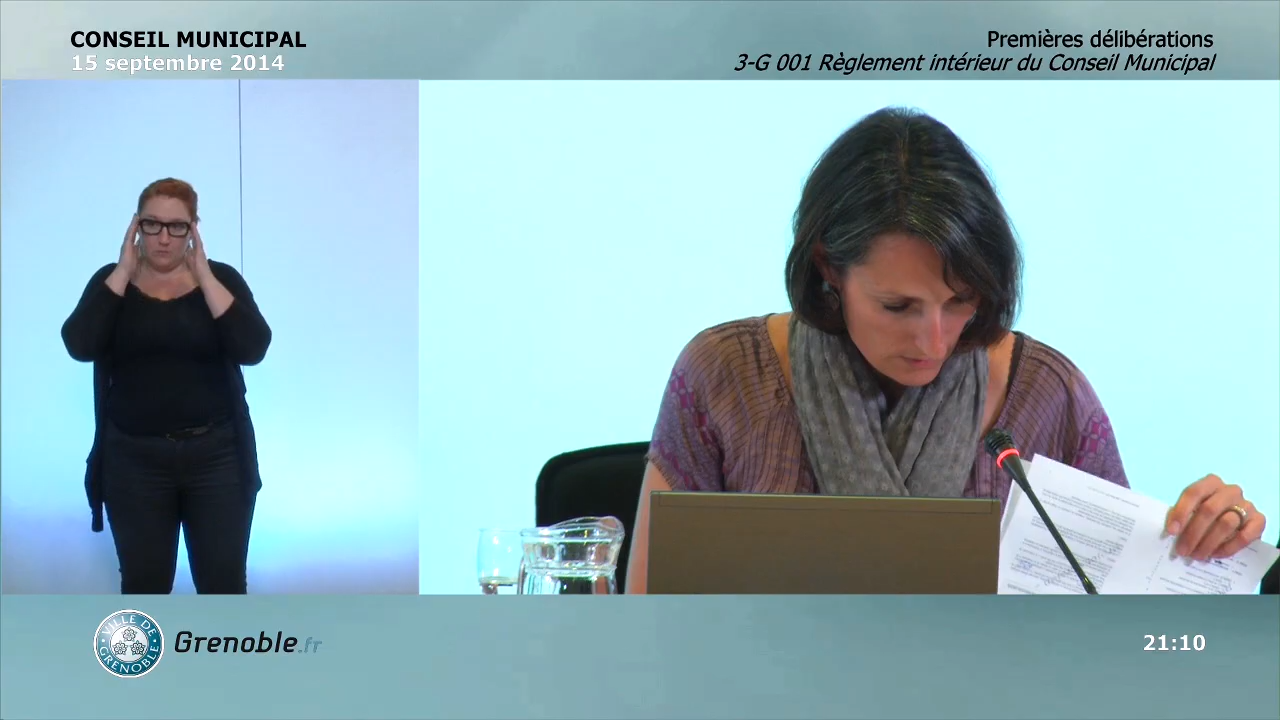 CONSEIL MUNICIPAL
15 septembre 2014
Premières délibérations
3-G 001 Règlement intérieur du Conseil Municipal
VILLE DE
GRENOBLE
Grenoble.fr
21:10